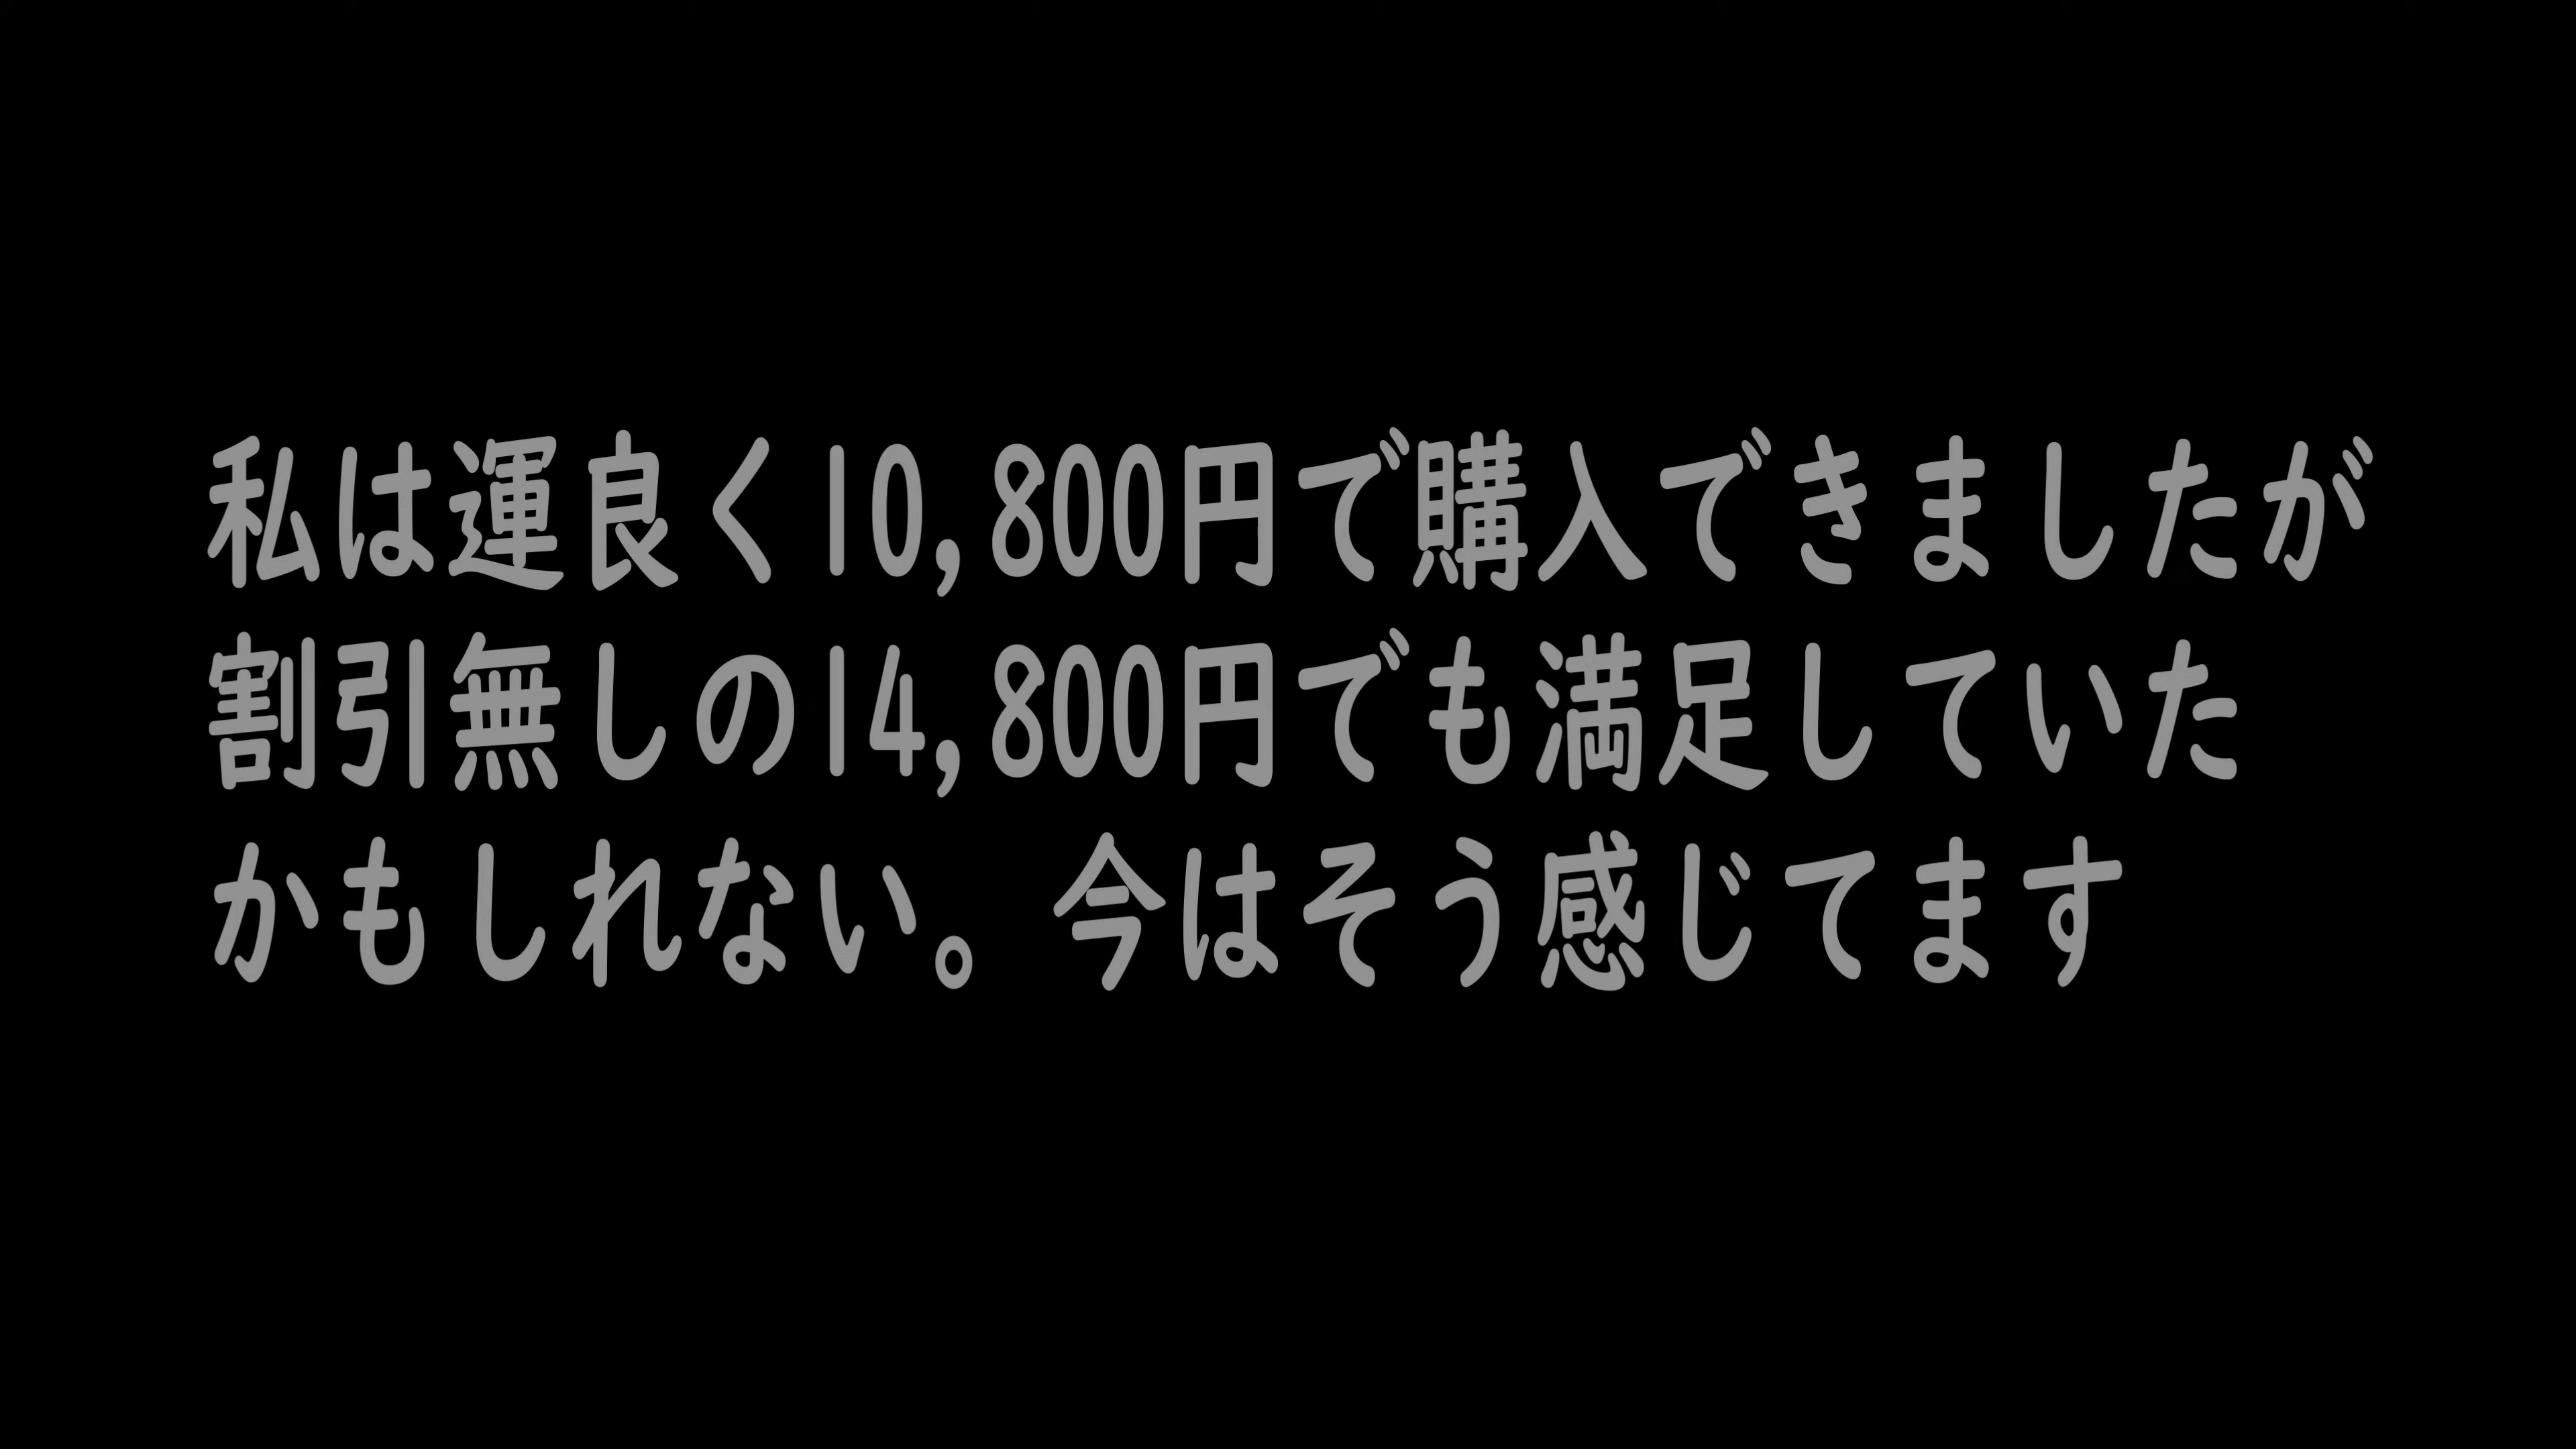 私は運良く10,800円で購入できましたが
割引無しの14,800円でも満足していた
かもしれない。今はそう感じてます